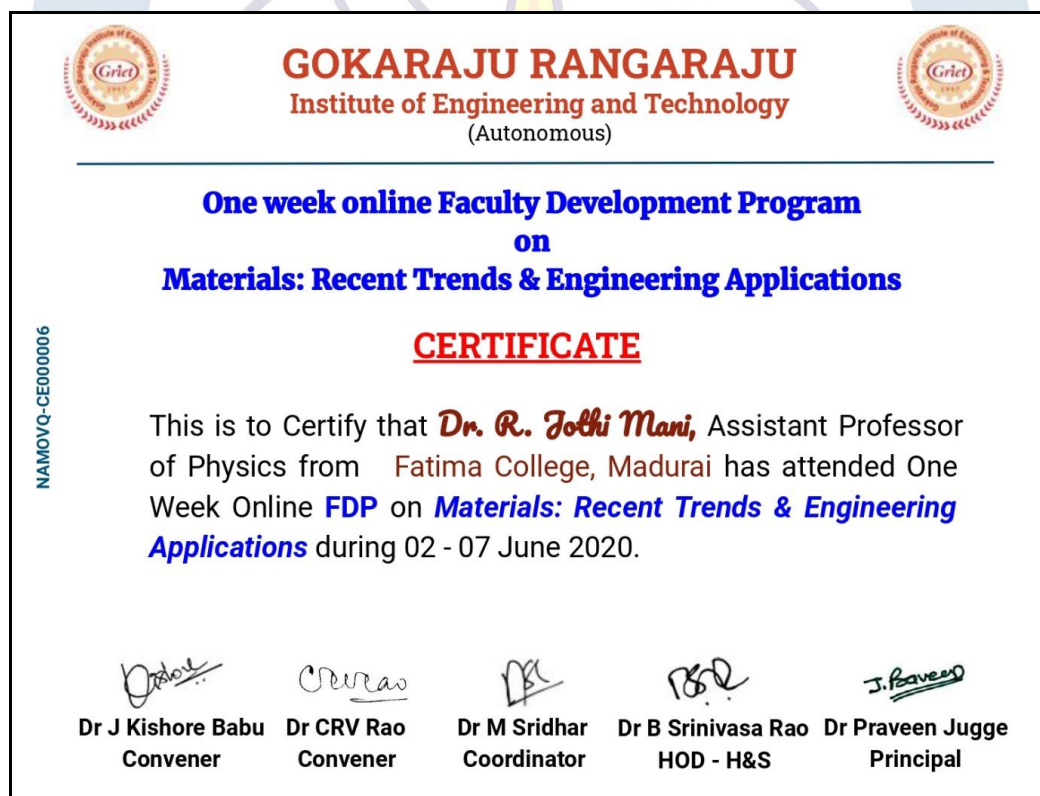 Griet
GOKARAJU RANGARAJU
Institute of Engineering and Technology
(Autonomous)
Griet
One week online Faculty Development Program
on
Materials: Recent Trends & Engineering Applications
CERTIFICATE
NAMOVQ-CE000006
This is to Certify that Dr. R. Jothi Mani, Assistant Professor
of Physics from Fatima College, Madurai has attended One
Week Online FDP on Materials: Recent Trends & Engineering
Applications during 02 - 07 June 2020.
J. Praveen
Dr J Kishore Babu Dr CRV Rao Dr M Sridhar Dr B Srinivasa Rao Dr Praveen Jugge
Convener Convener Coordinator HOD - H&S Principal